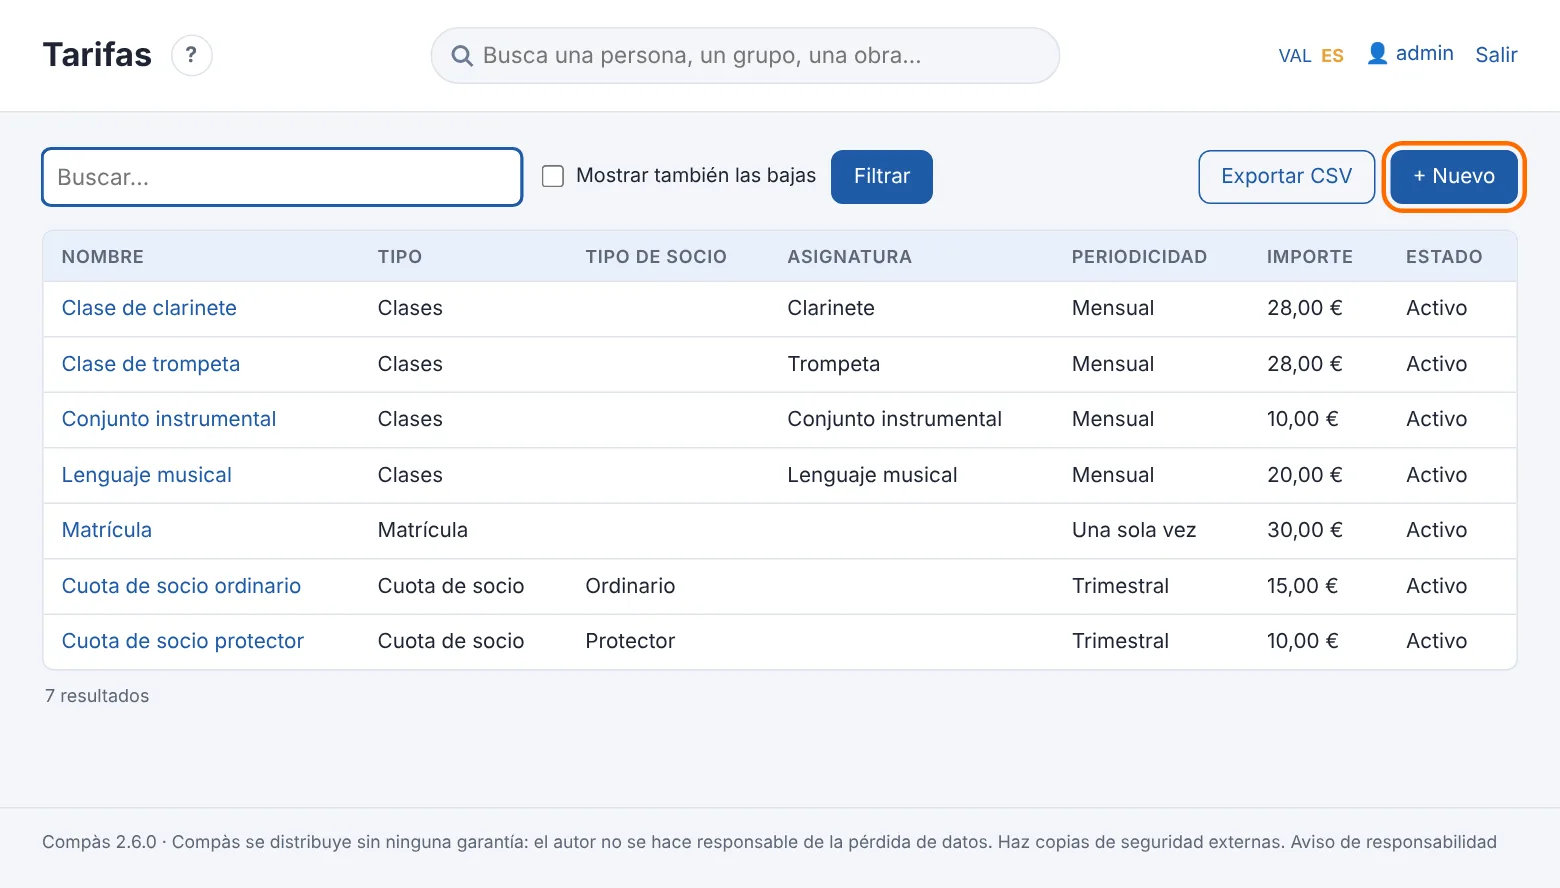 Tarifas ? Busca una persona, un grupo, una obra... VAL ES admin Salir
Buscar... Mostrar también las bajas Filtrar Exportar CSV + Nuevo
NOMBRE TIPO TIPO DE SOCIO ASIGNATURA PERIODICIDAD IMPORTE ESTADO
Clase de clarinete Clases Clarinete Mensual 28,00 € Activo
Clase de trompeta Clases Trompeta Mensual 28,00 € Activo
Conjunto instrumental Clases Conjunto instrumental Mensual 10,00 € Activo
Lenguaje musical Clases Lenguaje musical Mensual 20,00 € Activo
Matrícula Matrícula Una sola vez 30,00 € Activo
Cuota de socio ordinario Cuota de socio Ordinario Trimestral 15,00 € Activo
Cuota de socio protector Cuota de socio Protector Trimestral 10,00 € Activo
7 resultados
Compàs 2.6.0 · Compàs se distribuye sin ninguna garantía: el autor no se hace responsable de la pérdida de datos. Haz copias de seguridad externas. Aviso de responsabilidad